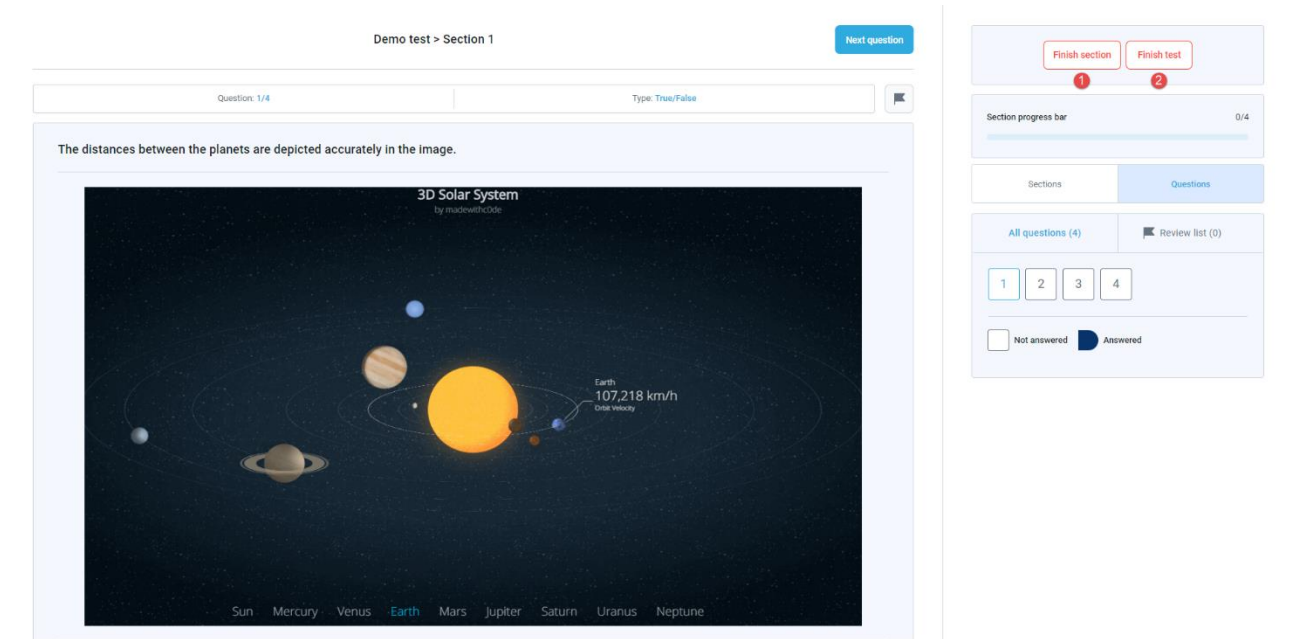 Demo test > Section 1
Next question
Question: 1/4
Type: True/False
The distances between the planets are depicted accurately in the image.
3D Solar System
by madewithc0de
Earth
107,218 km/h
Orbit Velocity
Sun Mercury Venus Earth Mars Jupiter Saturn Uranus Neptune
Finish section
Finish test
1
2
Section progress bar
0/4
Sections
Questions
All questions (4)
Review list (0)
1 2 3 4
Not answered
Answered